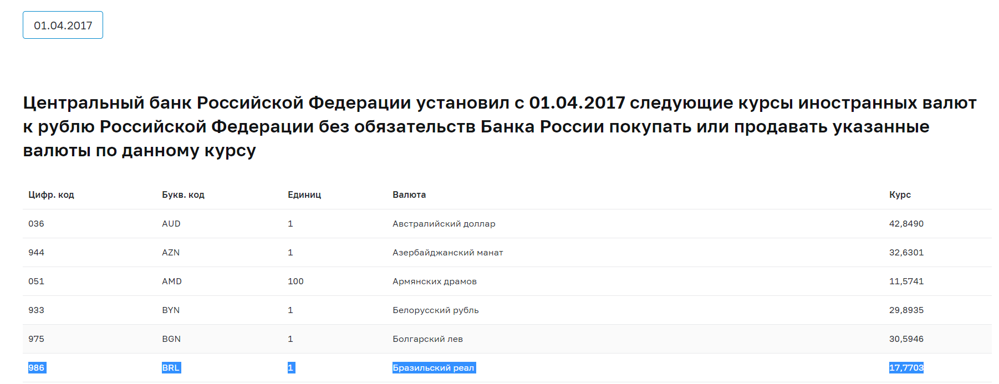 01.04.2017
Центральный банк Российской Федерации установил с 01.04.2017 следующие курсы иностранных валют
к рублю Российской Федерации без обязательств Банка России покупать или продавать указанные
валюты по данному курсу
Цифр. код Букв. код Единиц Валюта Курс
036 AUD 1 Австралийский доллар 42,8490
944 AZN 1 Азербайджанский манат 32,6301
051 AMD 100 Армянских драмов 11,5741
933 BYN 1 Белорусский рубль 29,8935
975 BGN 1 Болгарский лев 30,5946
986 BRL 1 Бразильский реал 17,7703